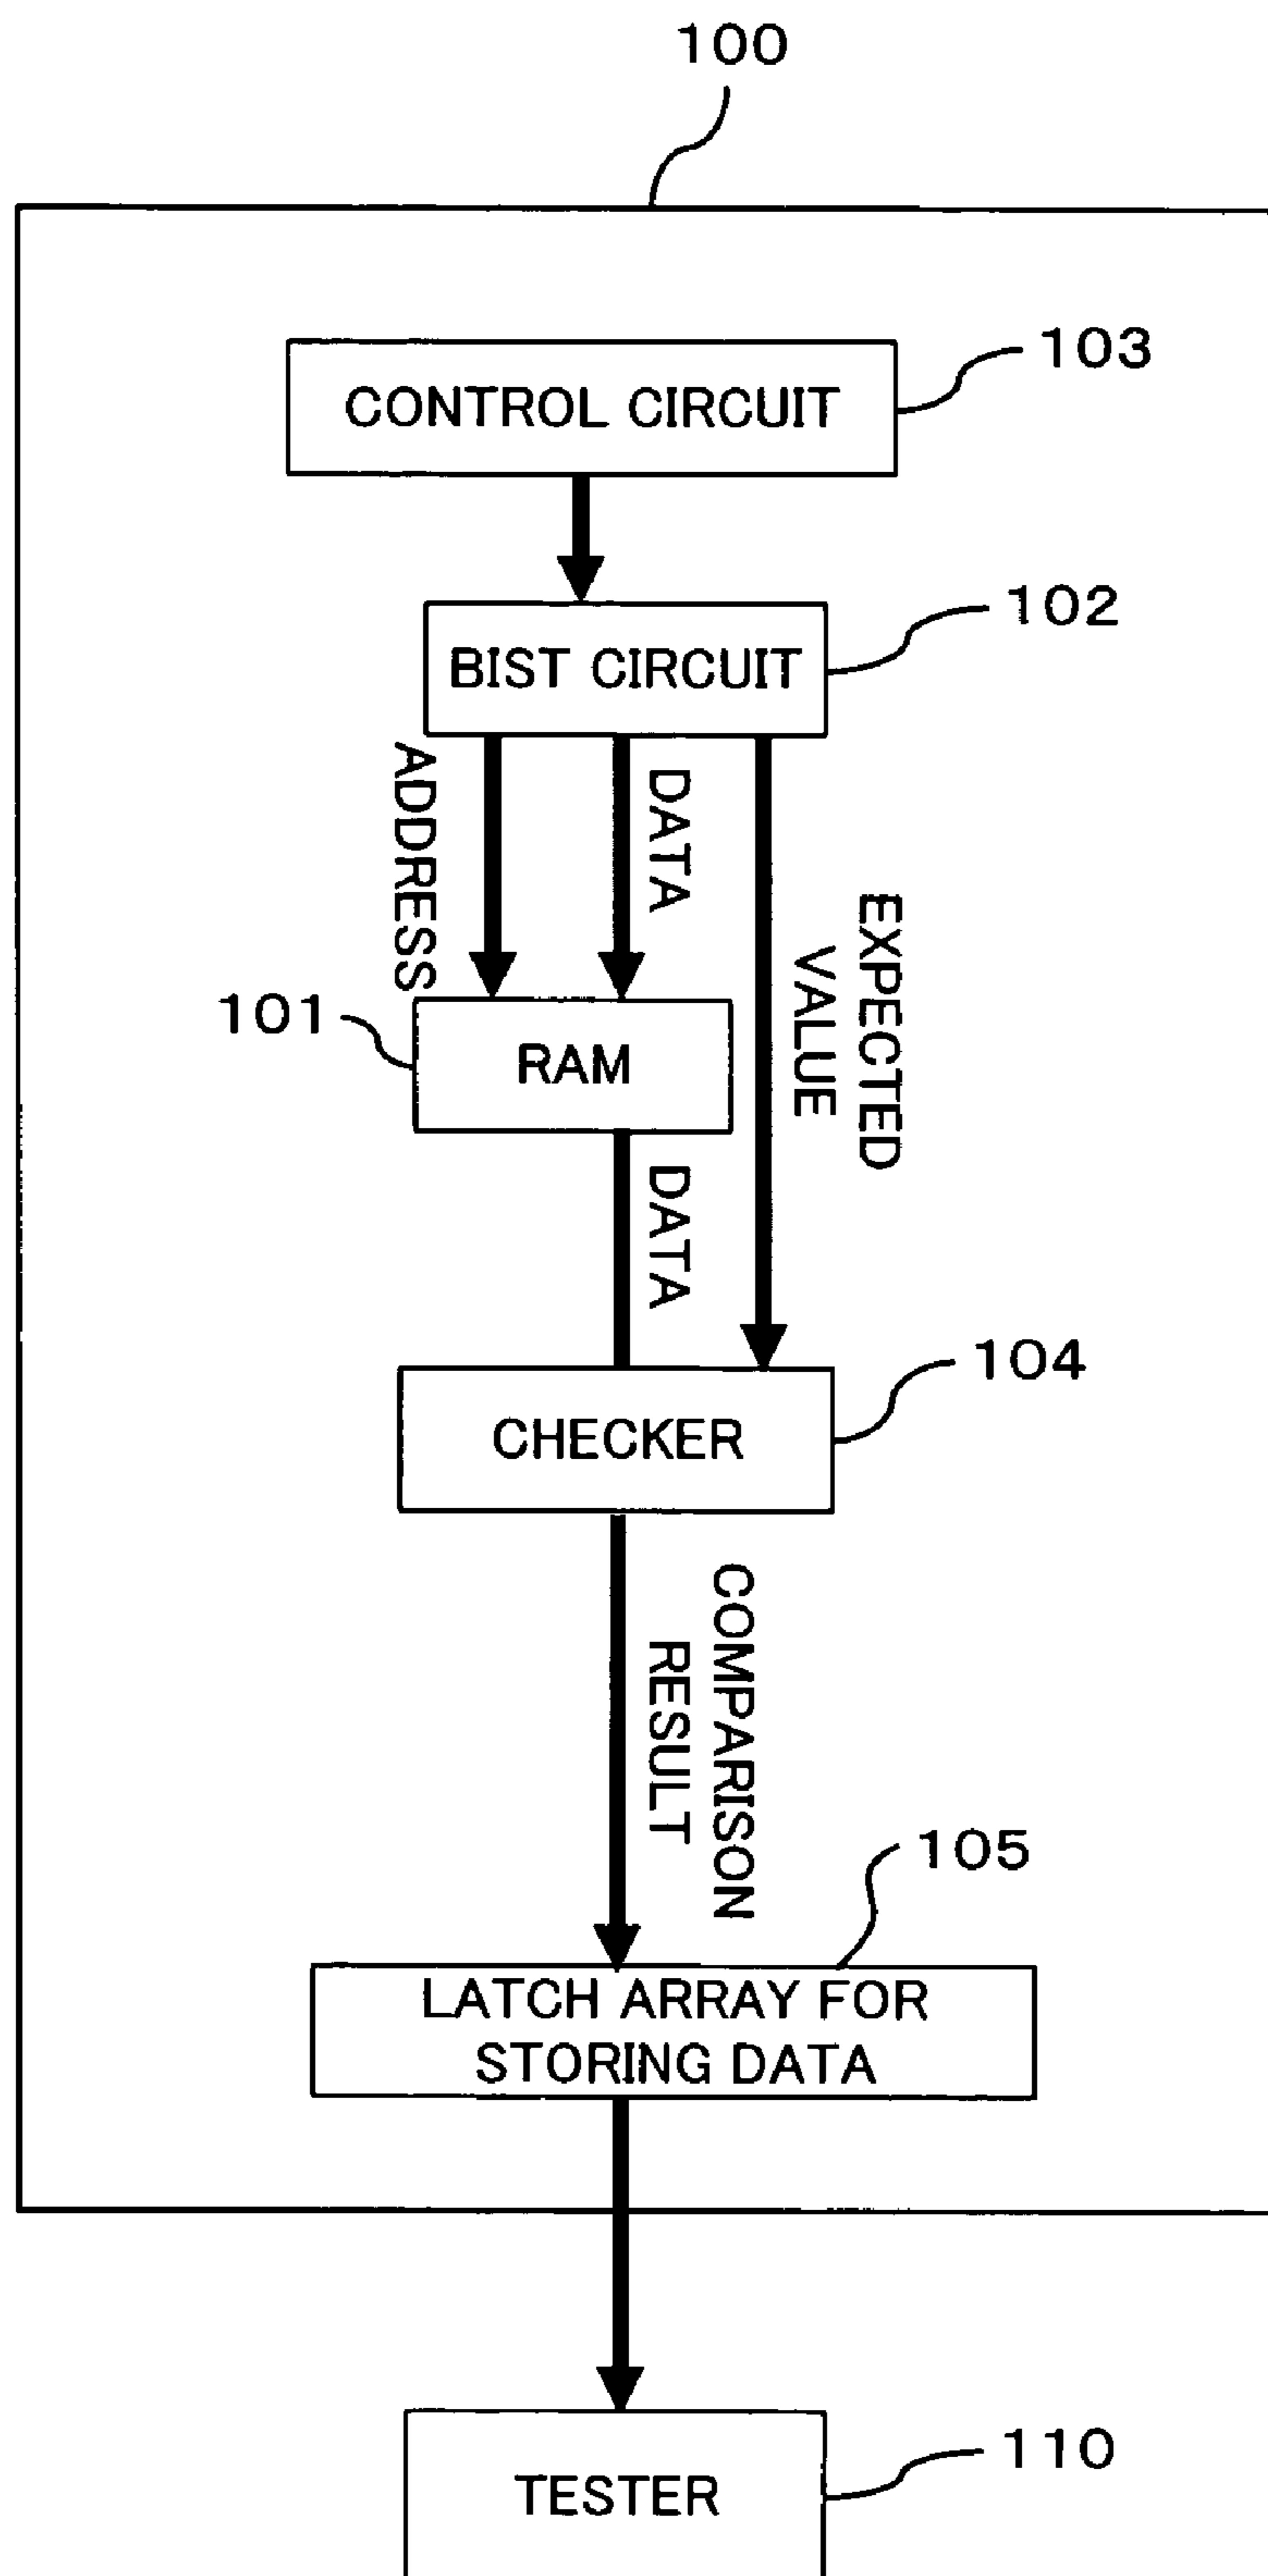 100
103
CONTROL CIRCUIT
102
BIST CIRCUIT
ADDRESS
DATA
EXPECTED
VALUE
101
RAM
DATA
104
CHECKER
COMPARISON
RESULT
105
LATCH ARRAY FOR
STORING DATA
110
TESTER